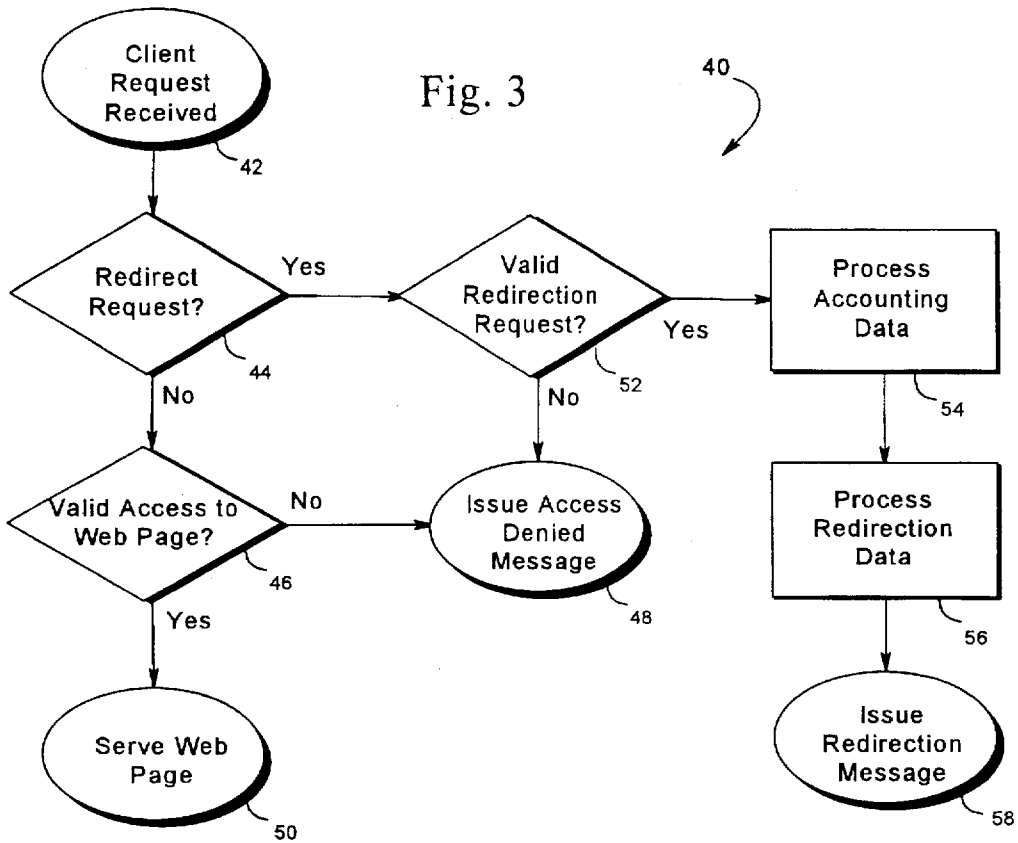 Client
Request
Received
42
Fig. 3
40
Redirect
Request?
44
Yes
No
Valid
Redirection
Request?
52
Yes
No
Process
Accounting
Data
54
Valid Access to
Web Page?
46
No
Yes
Issue Access
Denied
Message
48
Process
Redirection
Data
56
Serve Web
Page
50
Issue
Redirection
Message
58